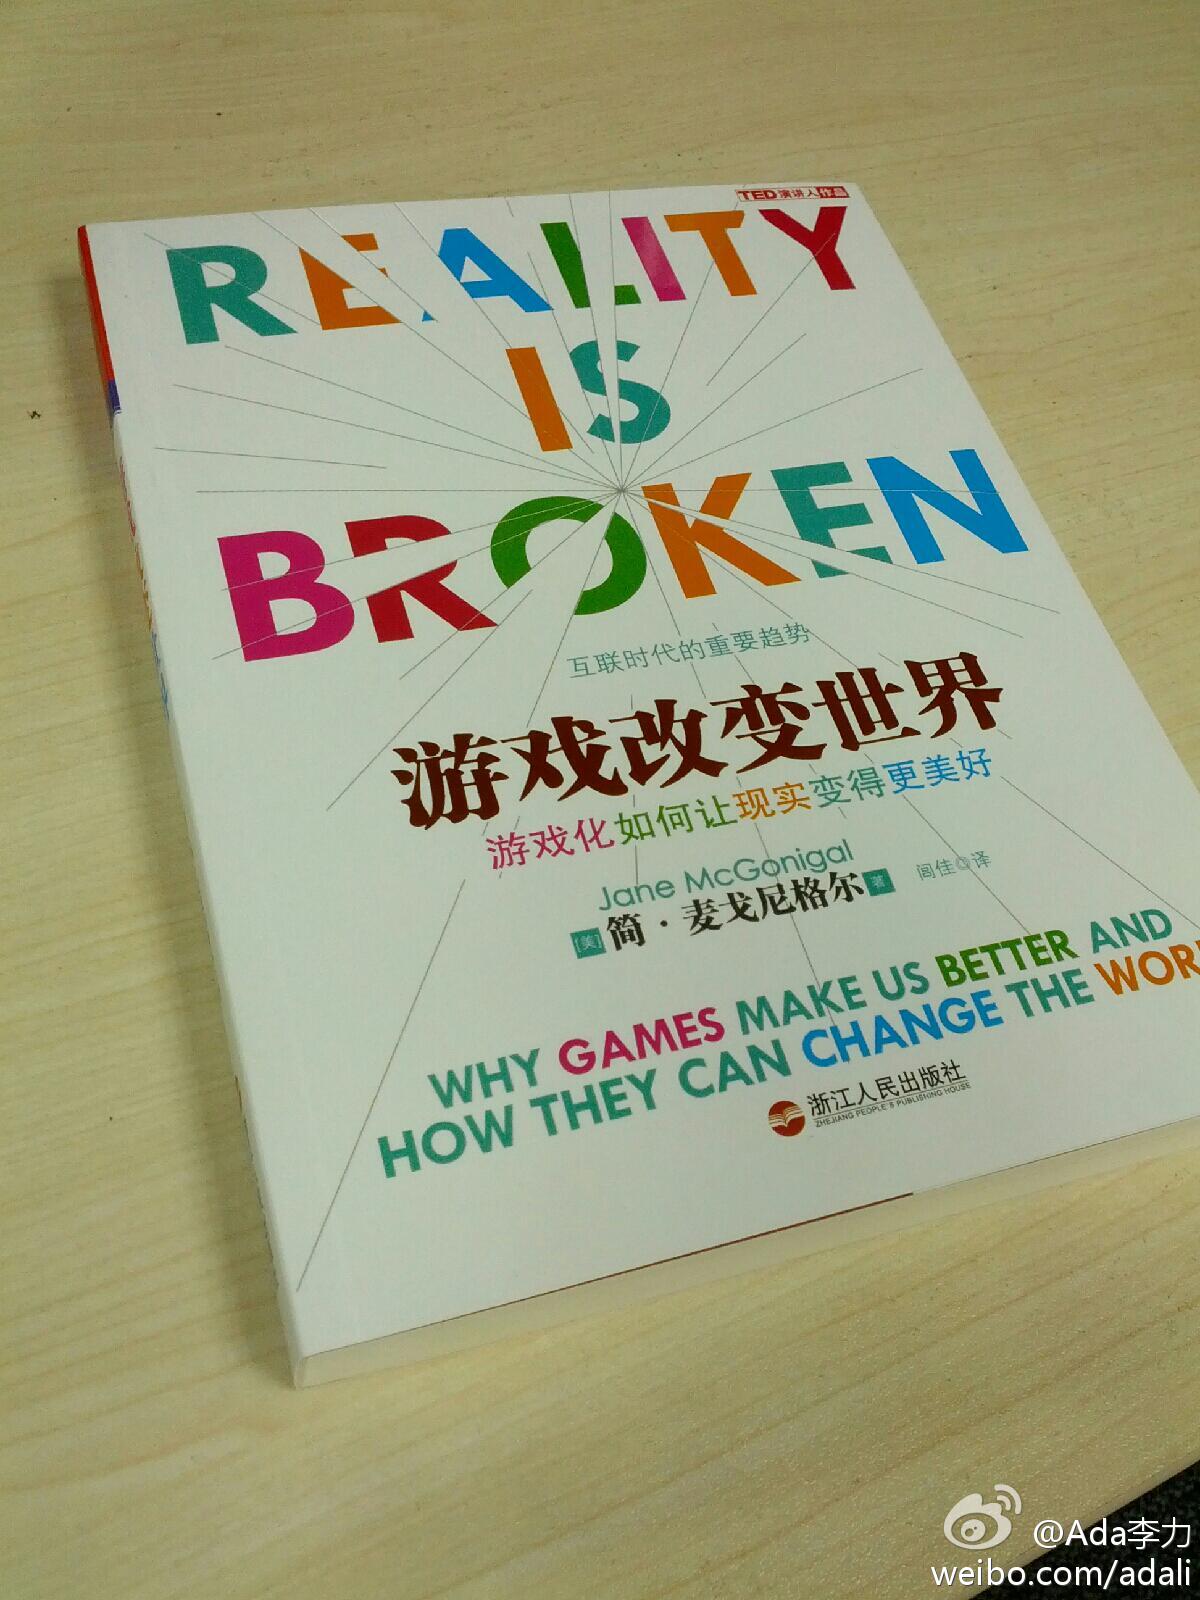 TED演讲人作品
REALITY
IS
BROKEN
互联时代的重要趋势
游戏改变世界
游戏化如何让现实变得更美好
Jane McGonigal
[美]简·麦戈尼格尔 著 闾佳◎译
WHY GAMES MAKE US BETTER AND
HOW THEY CAN CHANGE THE WOR
浙江人民出版社
ZHEJIANG PEOPLE'S PUBLISHING HOUSE
@Ada李力
weibo.com/adali